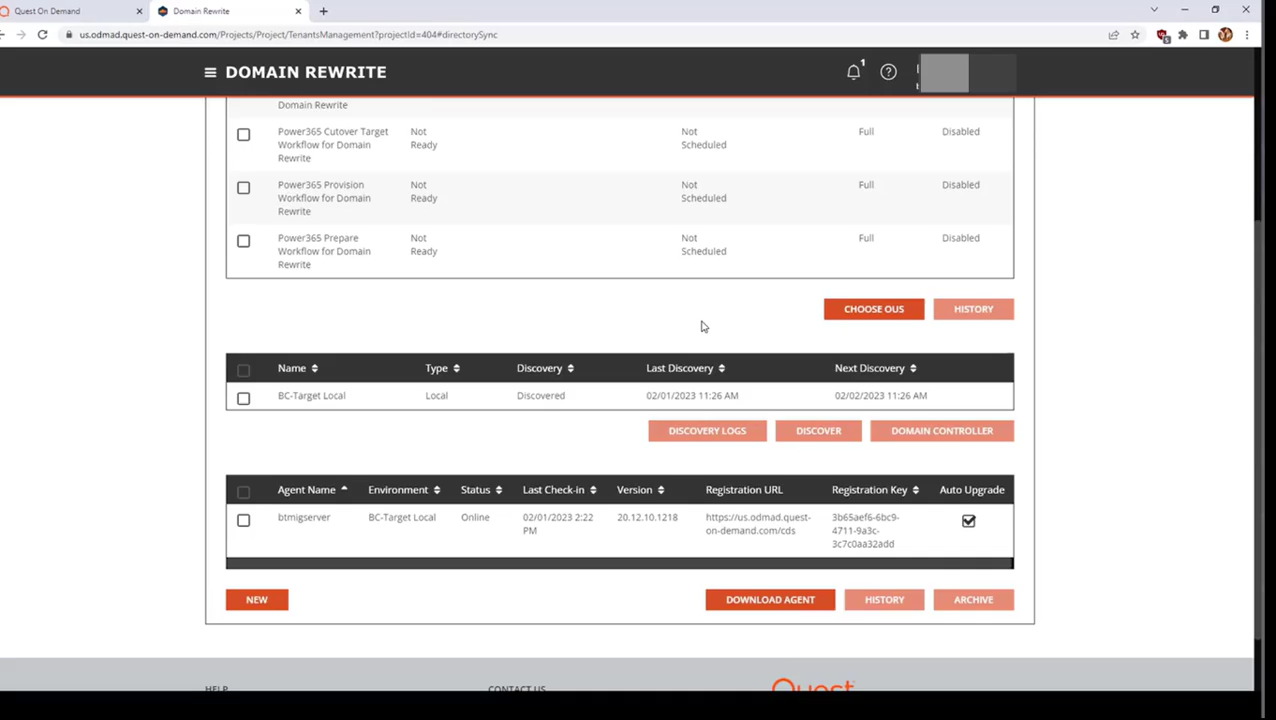 Quest On Demand
Domain Rewrite
us.odmad.quest-on-demand.com/Projects/Project/TenantsManagement?projectId=404#directorySync
5
DOMAIN REWRITE
1
Domain Rewrite
Power365 Cutover Target Workflow for Domain Rewrite
Not Ready
Not Scheduled
Full
Disabled
Power365 Provision Workflow for Domain Rewrite
Not Ready
Not Scheduled
Full
Disabled
Power365 Prepare Workflow for Domain Rewrite
Not Ready
Not Scheduled
Full
Disabled
CHOOSE OUS
HISTORY
Name Type Discovery Last Discovery Next Discovery
BC-Target Local Local Discovered 02/01/2023 11:26 AM 02/02/2023 11:26 AM
DISCOVERY LOGS
DISCOVER
DOMAIN CONTROLLER
Agent Name Environment Status Last Check-in Version Registration URL Registration Key Auto Upgrade
btmigserver BC-Target Local Online 02/01/2023 2:22 PM 20.12.10.1218 https://us.odmad.quest-on-demand.com/cds 3b65aef6-6bc9-4711-9a3c-3c7c0aa32add
NEW
DOWNLOAD AGENT
HISTORY
ARCHIVE
HELP
CONTACT US
Quest